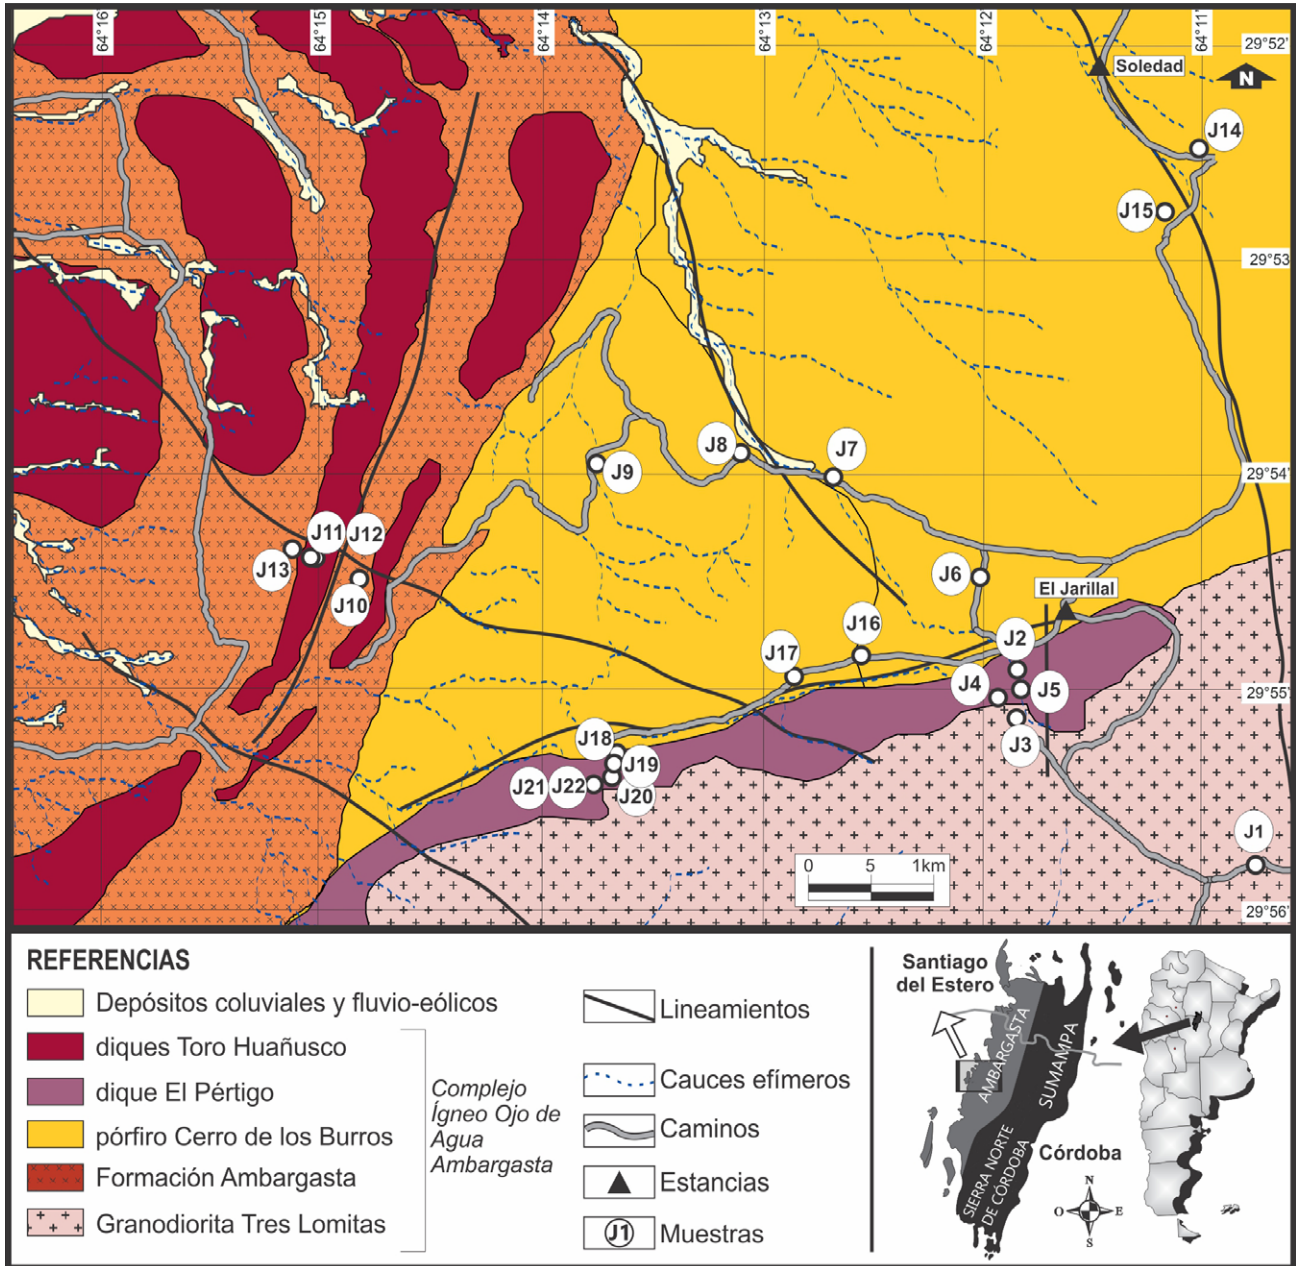 64°16'
64°15'
64°14'
64°13'
64°12'
64°11'
29°52'
Soledad
N
J14
J15
29°53
J8
J7
J9
29°54'
J11
J12
J13
J10
J6
El Jarillal
J16
J2
J17
J4
J5
29°55'
J18
J3
J19
J21
J22
J20
J1
0 5 1km
29°56'
REFERENCIAS
Depósitos coluviales y fluvio-eólicos
diques Toro Huañusco
dique El Pértigo
pórfiro Cerro de los Burros
Formación Ambargasta
Granodiorita Tres Lomitas
Complejo
Ígneo Ojo de
Agua
Ambargasta
Lineamientos
Cauces efímeros
Caminos
Estancias
J1 Muestras
Santiago
del Estero
AMBARGASTA
SUMAMPA
SIERRA NORTE
DE CÓRDOBA
Córdoba
N
O
E
S